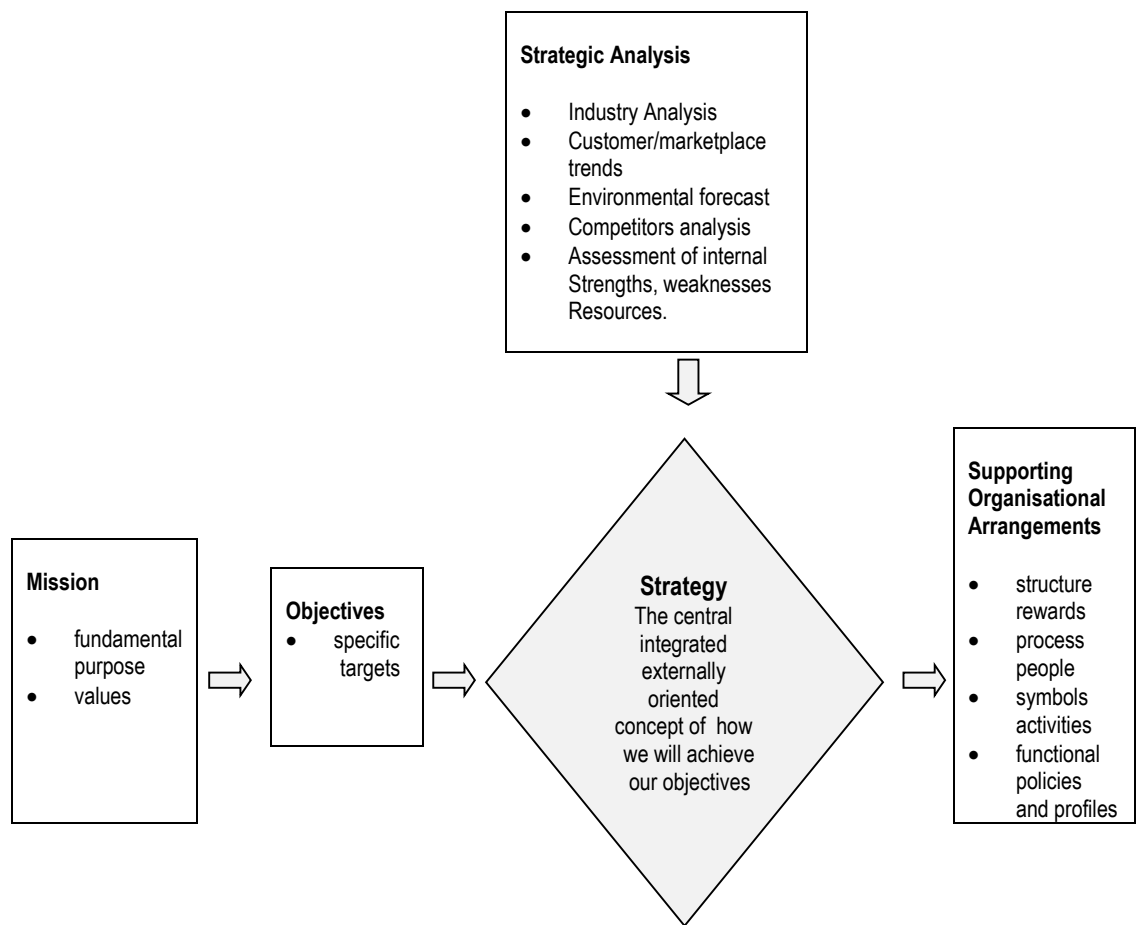 Strategic Analysis
• Industry Analysis
• Customer/marketplace
trends
• Environmental forecast
• Competitors analysis
• Assessment of internal
Strengths, weaknesses
Resources.
Mission
• fundamental
purpose
• values
Objectives
• specific
targets
Strategy
The central
integrated
externally
oriented
concept of how
we will achieve
our objectives
Supporting
Organisational
Arrangements
• structure
rewards
• process
people
• symbols
activities
• functional
policies
and profiles